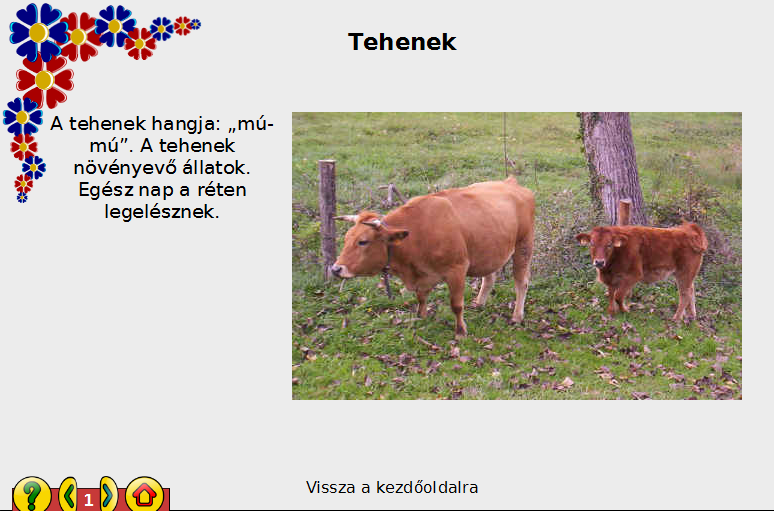 Tehenek
A tehenek hangja: „mú-
mú”. A tehenek
növényevő állatok.
Egész nap a réten
legelésznek.
?
1
Vissza a kezdőoldalra